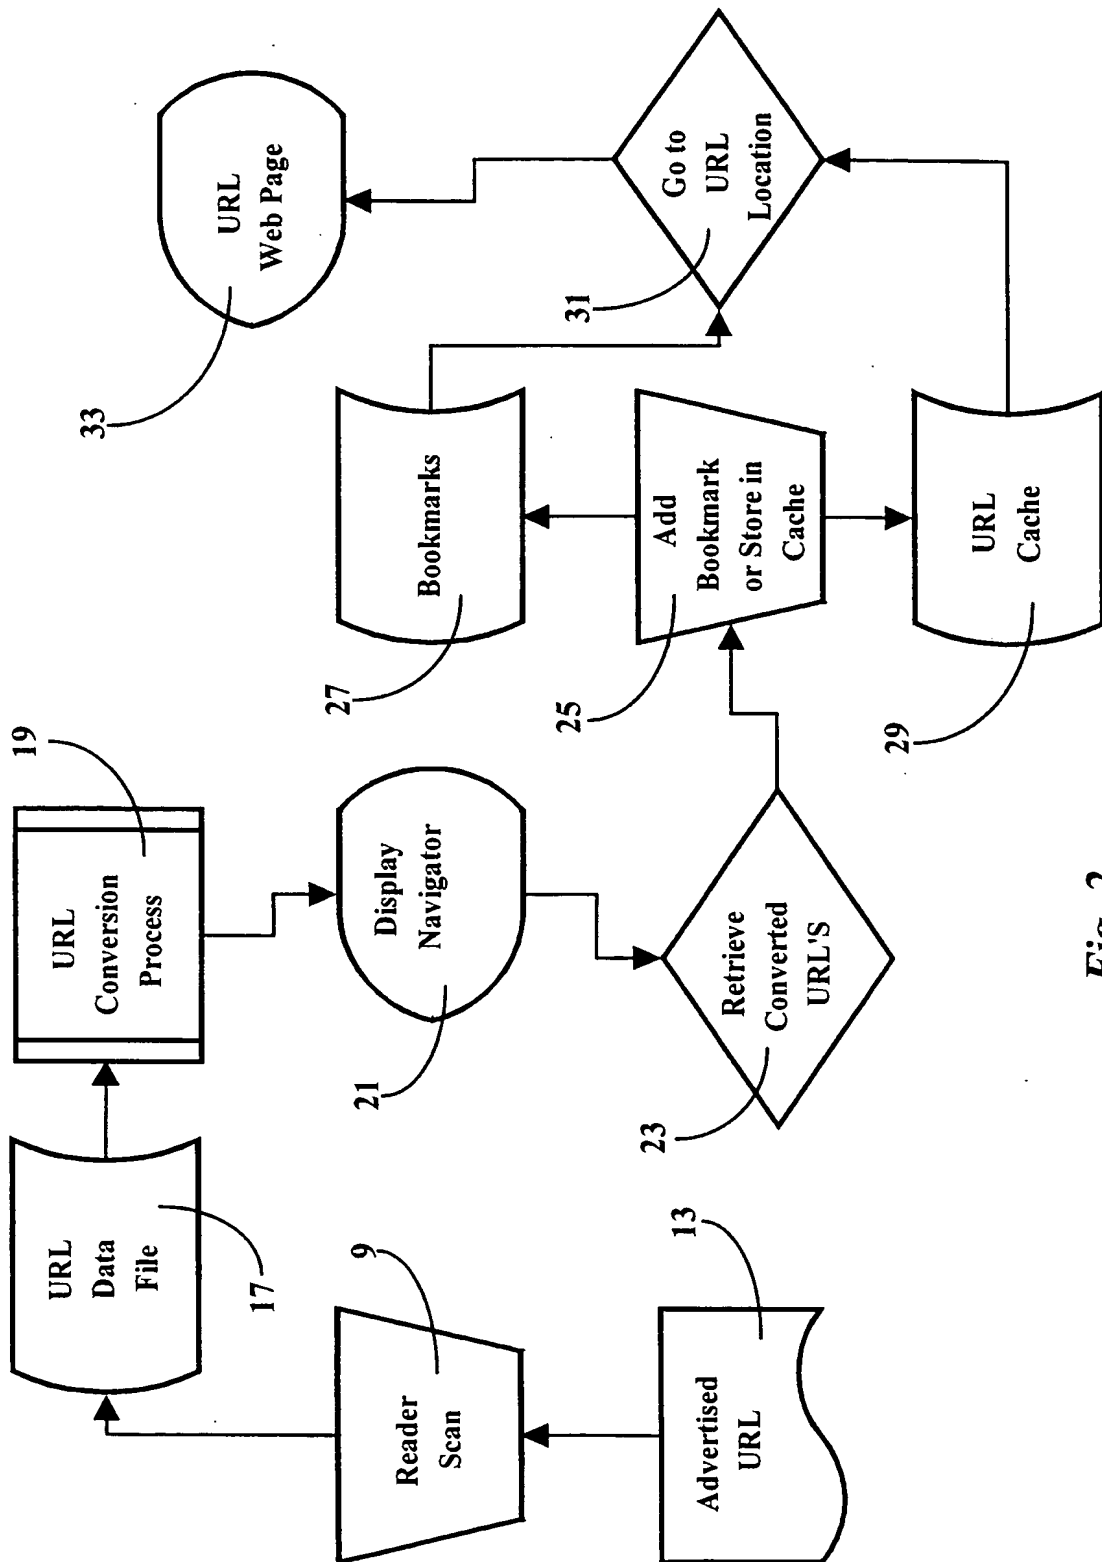 Advertised
URL
13
Reader
Scan
9
URL
Data
File
17
URL
Conversion
Process
19
Display
Navigator
21
Retrieve
Converted
URL'S
23
Add
Bookmark
or Store in
Cache
25
Bookmarks
27
URL
Cache
29
Go to
URL
Location
31
URL
Web Page
33
Fig. 2